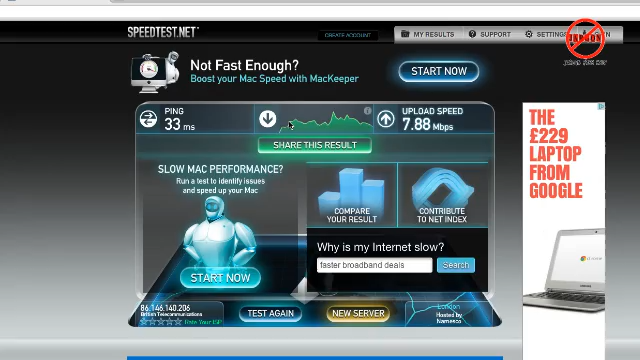 SPEEDTEST.NET
CREATE ACCOUNT
MY RESULTS
SUPPORT
SETTINGS
Not Fast Enough?
Boost your Mac Speed with MacKeeper
START NOW
PING
33 ms
UPLOAD SPEED
7.88 Mbps
SHARE THIS RESULT
SLOW MAC PERFORMANCE?
Run a test to identify issues
and speed up your Mac
START NOW
COMPARE
YOUR RESULT
CONTRIBUTE
TO NET INDEX
Why is my Internet slow?
faster broadband deals
Search
86.146.140.206
British Telecommunications
Rate Your ISP
TEST AGAIN
NEW SERVER
London
Hosted by
Namesco
THE
£229
LAPTOP
FROM
GOOGLE